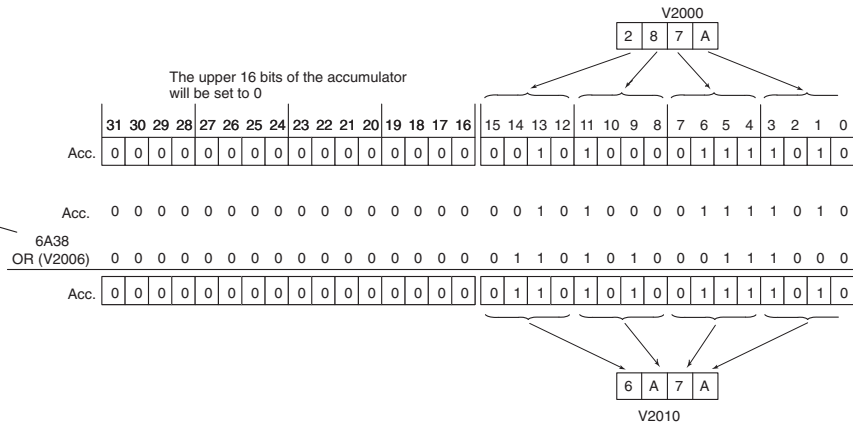 V2000
2 8 7 A
The upper 16 bits of the accumulator
will be set to 0
31 30 29 28 27 26 25 24 23 22 21 20 19 18 17 16 15 14 13 12 11 10 9 8 7 6 5 4 3 2 1 0
Acc. 0 0 0 0 0 0 0 0 0 0 0 0 0 0 0 0 0 0 1 0 1 0 0 0 0 1 1 1 1 0 1 0
Acc. 0 0 0 0 0 0 0 0 0 0 0 0 0 0 0 0 0 0 1 0 1 0 0 0 0 1 1 1 1 0 1 0
6A38
OR (V2006) 0 0 0 0 0 0 0 0 0 0 0 0 0 0 0 0 0 1 1 0 1 0 1 0 0 0 1 1 1 0 0 0
Acc. 0 0 0 0 0 0 0 0 0 0 0 0 0 0 0 0 0 1 1 0 1 0 1 0 0 1 1 1 1 0 1 0
6 A 7 A
V2010